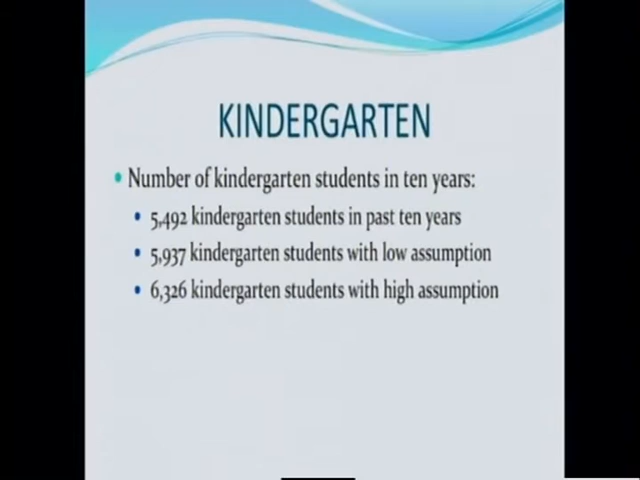 KINDERGARTEN
Number of kindergarten students in ten years:
5,492 kindergarten students in past ten years
5,937 kindergarten students with low assumption
6,326 kindergarten students with high assumption